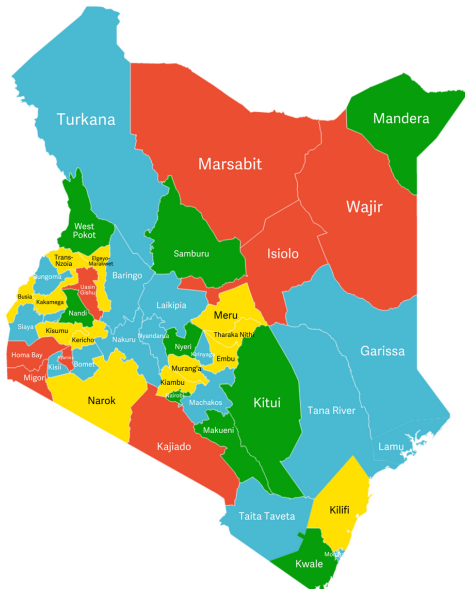 Turkana
Mandera
Marsabit
Wajir
West
Pokot
Samburu
Isiolo
Trans-
Nzoia
Elgeyo-
Marakwet
Baringo
Bungoma
Uasin
Gishu
Busia
Kakamega
Laikipia
Nandi
Meru
Siaya
Kisumu
Tharaka Nithi
Kericho
Nakuru
Nyandarua
Nyeri
Kirinyaga
Embu
Garissa
Homa Bay
Kisii
Bomet
Murang'a
Migori
Kiambu
Narok
Nairobi
Machakos
Kitui
Tana River
Makueni
Kajiado
Lamu
Kilifi
Taita Taveta
Kwale